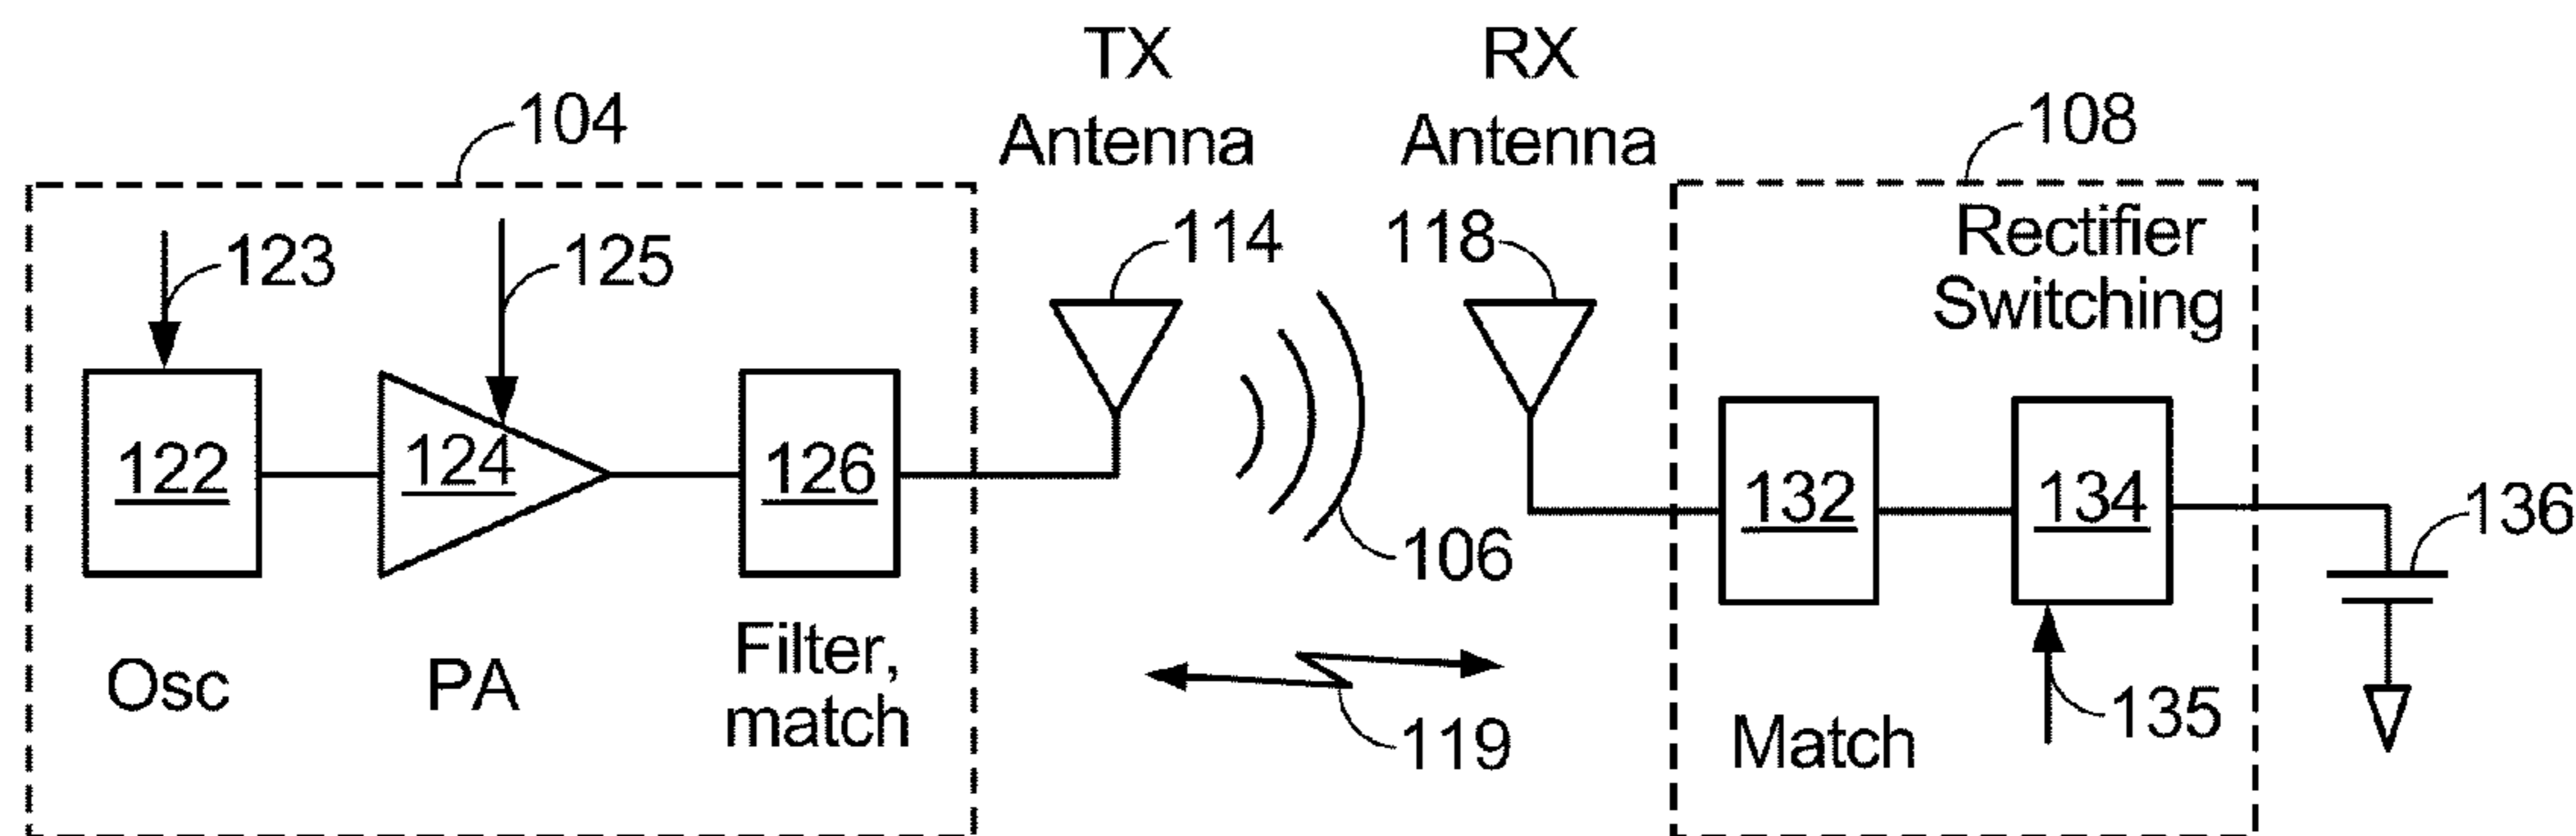 TX
Antenna
RX
Antenna
104
108
123
125
114
118
Rectifier
Switching
122
124
126
106
132
134
136
Osc
PA
Filter,
match
119
Match
135